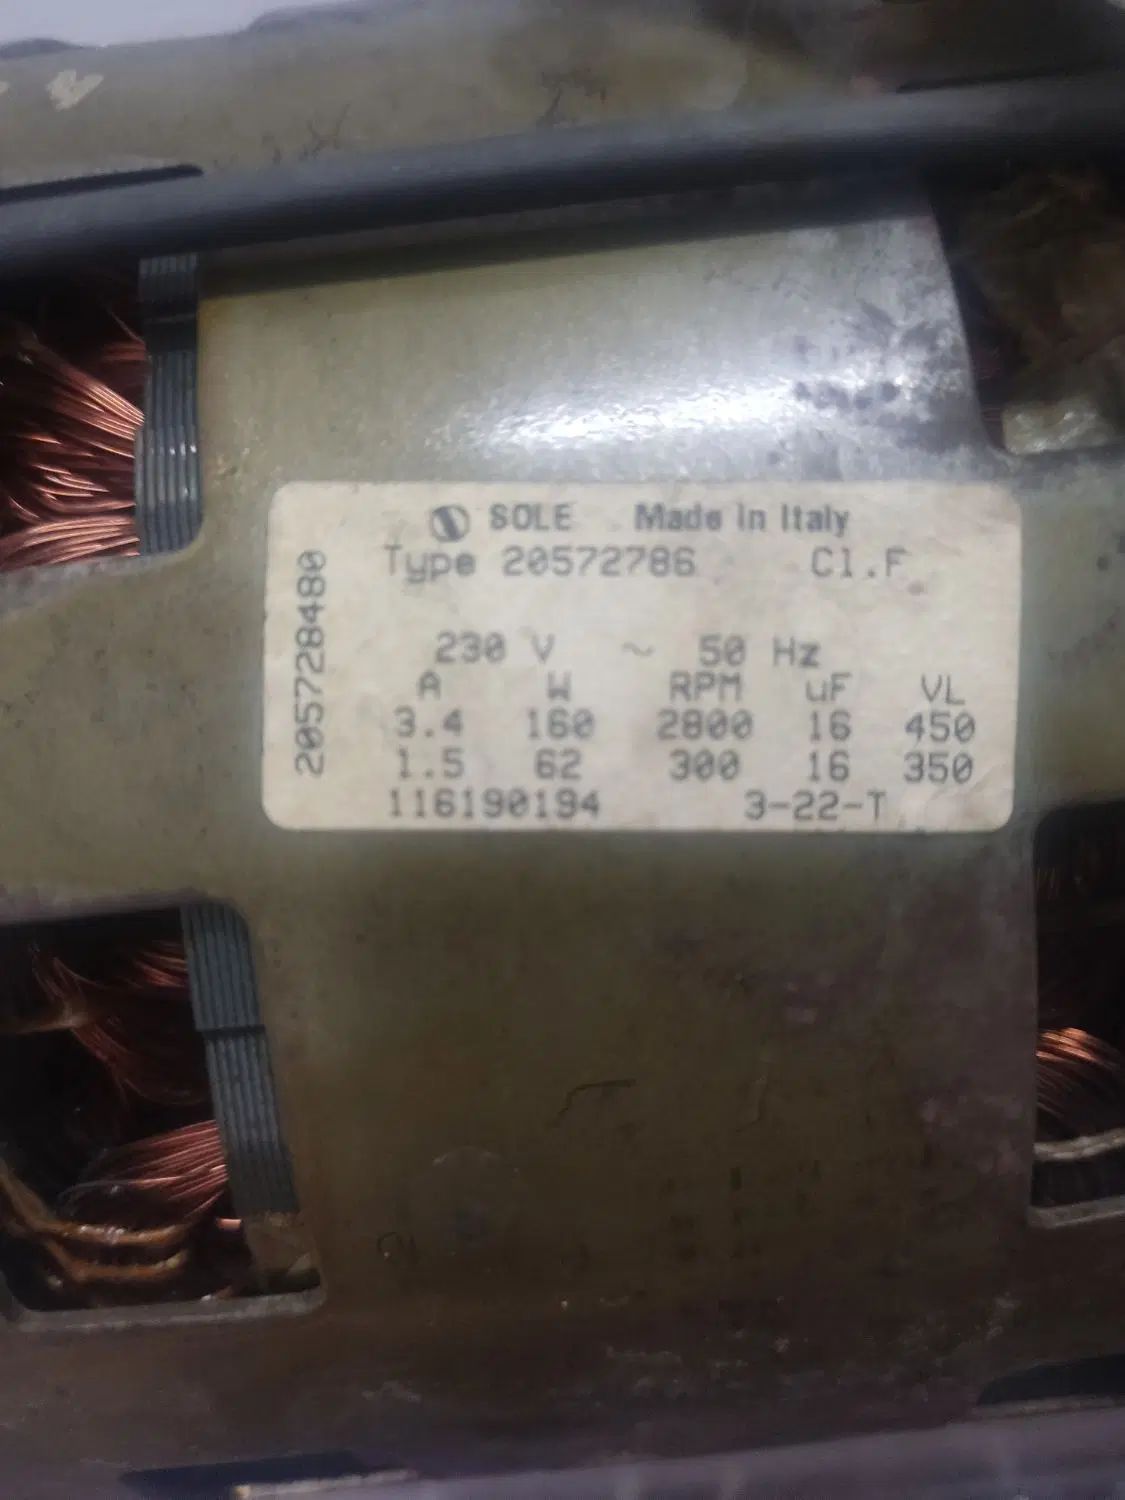 SOLE Made in Italy
Type 20572786 Cl.F
205728480
230 V ~ 50 Hz
A W RPM uF VL
3.4 160 2800 16 450
1.5 62 300 16 350
116190194 3-22-T